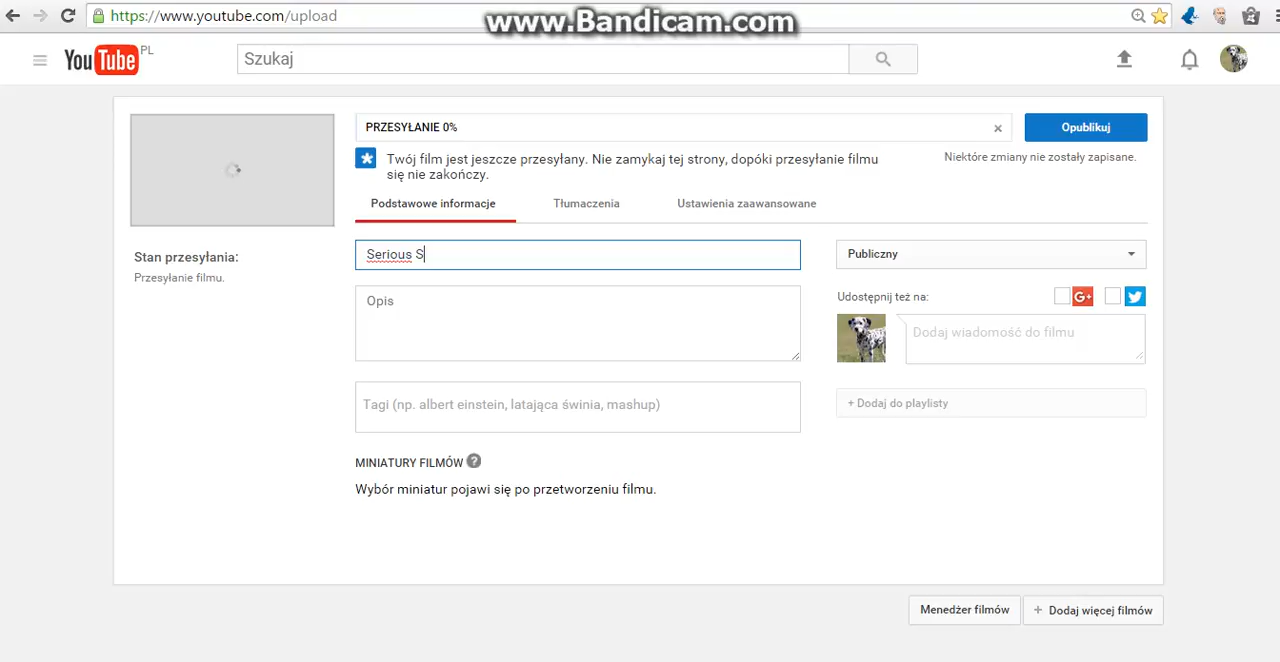 https://www.youtube.com/upload
www.Bandicam.com
YouTube PL
Szukaj
PRZESYŁANIE 0%
Opublikuj
Twój film jest jeszcze przesyłany. Nie zamykaj tej strony, dopóki przesyłanie filmu
się nie zakończy.
Niektóre zmiany nie zostały zapisane.
Podstawowe informacje
Tłumaczenia
Ustawienia zaawansowane
Stan przesyłania:
Przesyłanie filmu.
Serious S
Publiczny
Opis
Udostępnij też na:
G+
Dodaj wiadomość do filmu
Tagi (np. albert einstein, latająca świnia, mashup)
+ Dodaj do playlisty
MINIATURY FILMÓW ?
Wybór miniatur pojawi się po przetworzeniu filmu.
Menedżer filmów
+ Dodaj więcej filmów